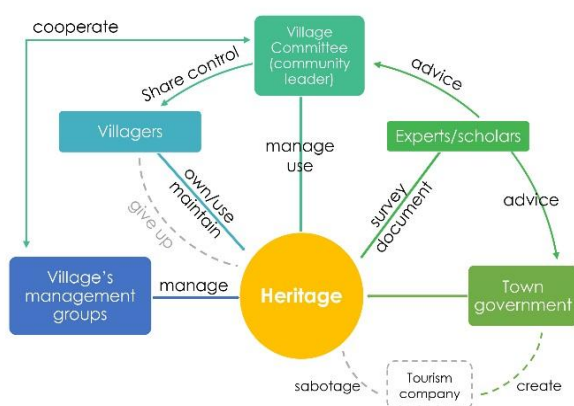 cooperate
Village
Committee
(community
leader)
Share control
advice
Villagers
Experts/scholars
manage
use
own/use
maintain
give up
survey
document
advice
Village's
management
groups
manage
Heritage
Town
government
sabotage
Tourism
company
create